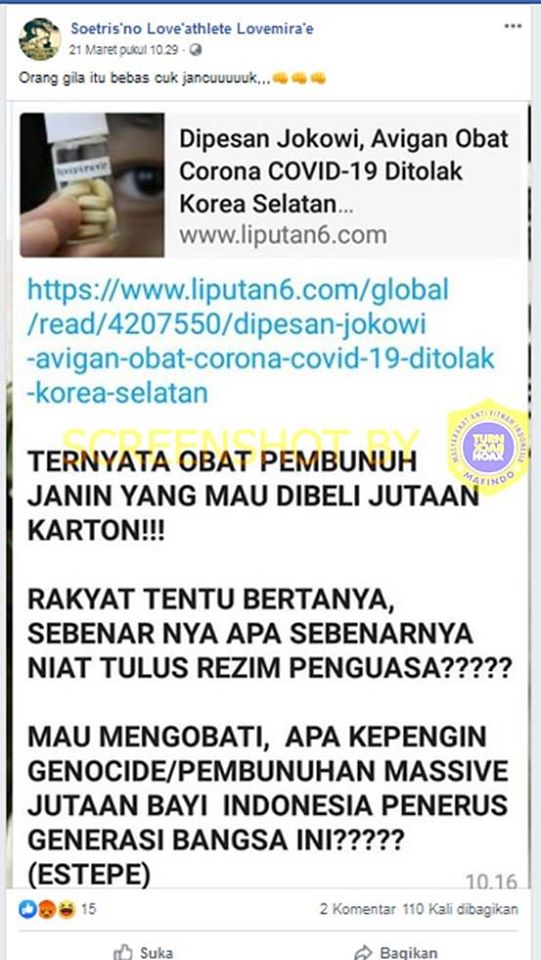 Soetris'no Love'athlete Lovemira'e
21 Maret pukul 10.29 ·
Orang gila itu bebas cuk jancuuuuuk,,,👊👊👊
Dipesan Jokowi, Avigan Obat
Corona COVID-19 Ditolak
Korea Selatan...
www.liputan6.com
https://www.liputan6.com/global
/read/4207550/dipesan-jokowi
-avigan-obat-corona-covid-19-ditolak
-korea-selatan
SCREENSHOT BY
MASYARAKAT ANTI FITNAH INDONESIA
TURN
BACK
HOAX
MAFINDO
TERNYATA OBAT PEMBUNUH
JANIN YANG MAU DIBELI JUTAAN
KARTON!!!
RAKYAT TENTU BERTANYA,
SEBENAR NYA APA SEBENARNYA
NIAT TULUS REZIM PENGUASA?????
MAU MENGOBATI, APA KEPENGIN
GENOCIDE/PEMBUNUHAN MASSIVE
JUTAAN BAYI INDONESIA PENERUS
GENERASI BANGSA INI?????
(ESTEPE)
10.16
15
2 Komentar 110 Kali dibagikan
Suka
Bagikan